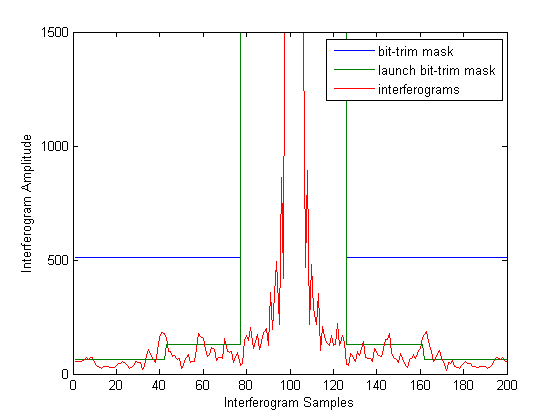 1500
1000
500
0
Interferogram Amplitude
bit-trim mask
launch bit-trim mask
interferograms
0 20 40 60 80 100 120 140 160 180 200
Interferogram Samples